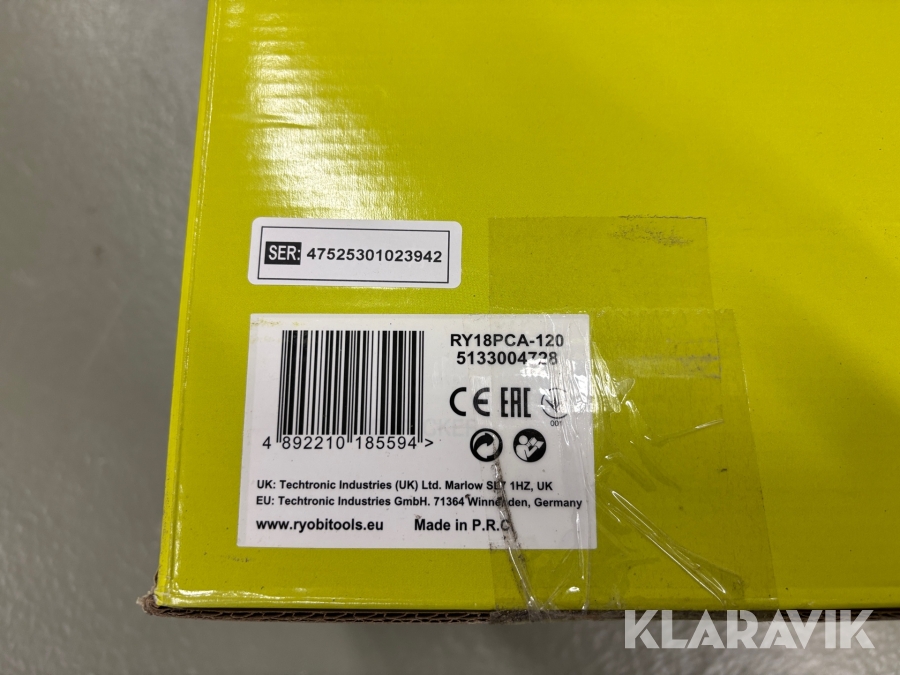 SER: 47525301023942
RY18PCA-120
5133004728
CE EAC
001
4 892210 185594 >
UK: Techtronic Industries (UK) Ltd. Marlow SL7 1HZ, UK
EU: Techtronic Industries GmbH. 71364 Winnenden, Germany
www.ryobitools.eu Made in P.R.C
KLARAVIK